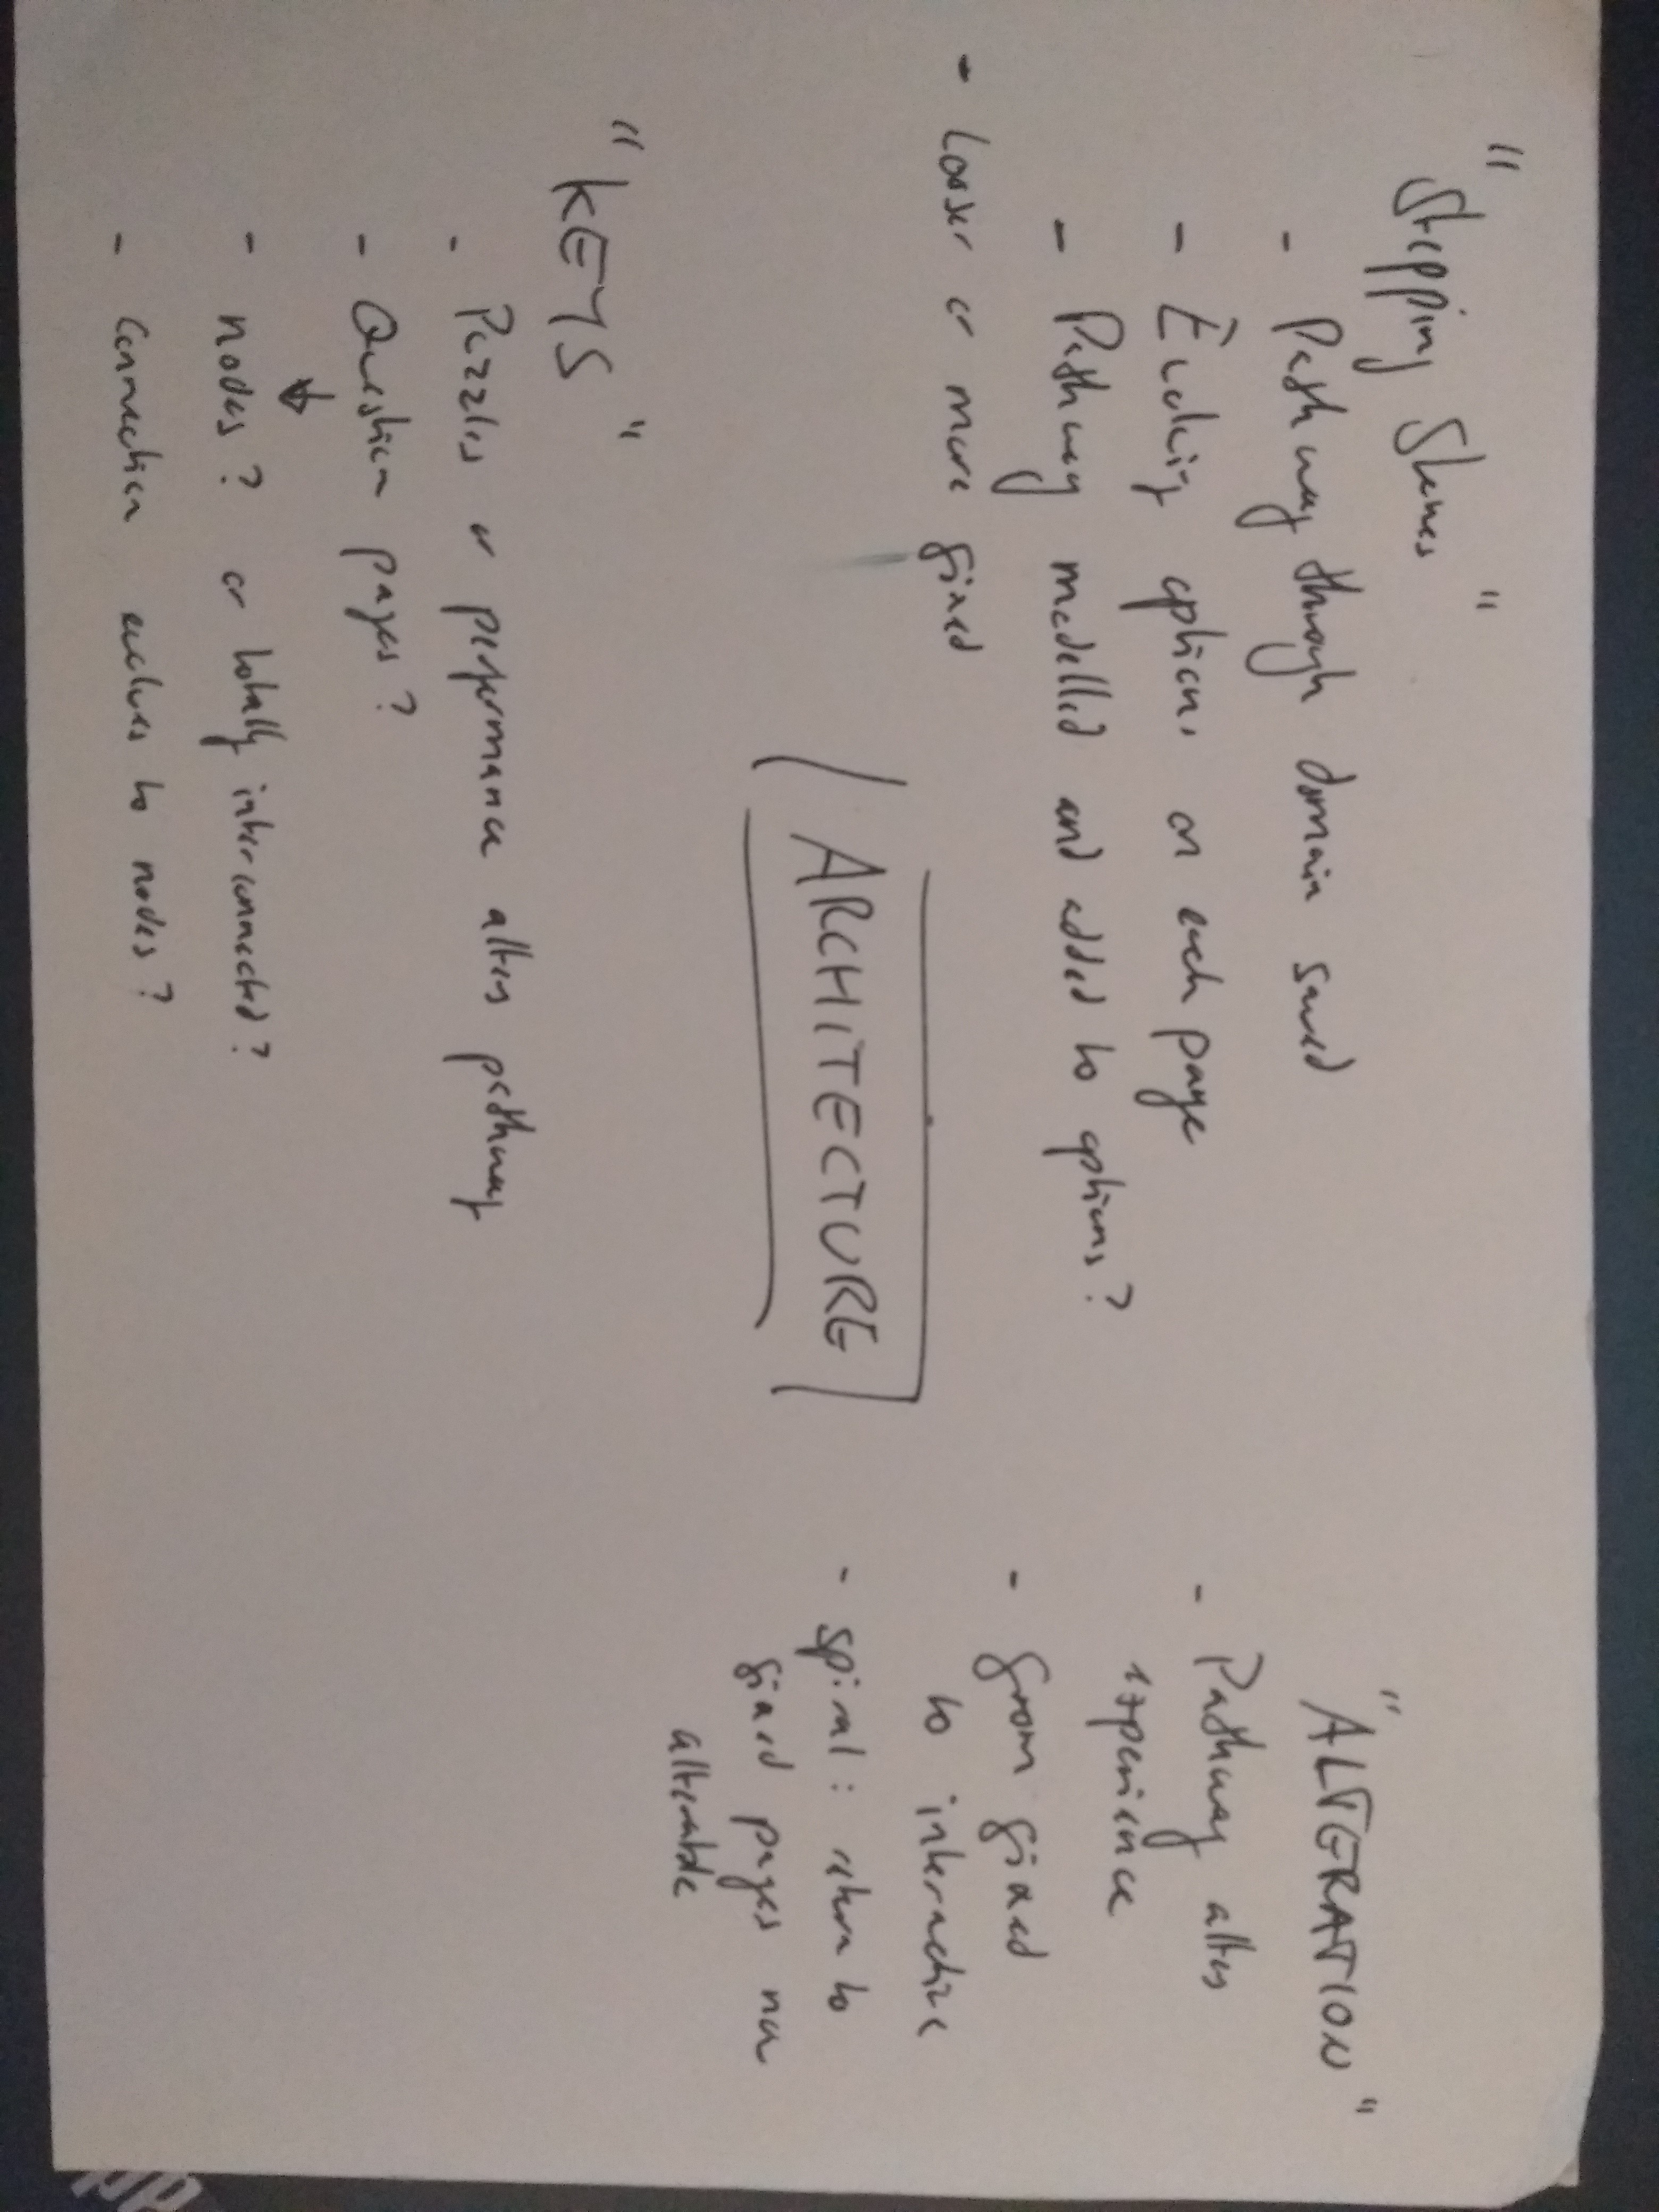 "Stepping Stones"
- Pathway through domain saved
- Evolving options on each page
- Pathway modelled and added to options?
- Looser or more fixed
ARCHITECTURE
"KEYS"
- Puzzles or performance alters pathway
- Question pages?
- nodes? or totally interconnected?
- Connection evolves to nodes?
"ALTERATION"
- Pathway alters
experience
- from fixed
to interactive
- spiral: return to
fixed pages now
alterable